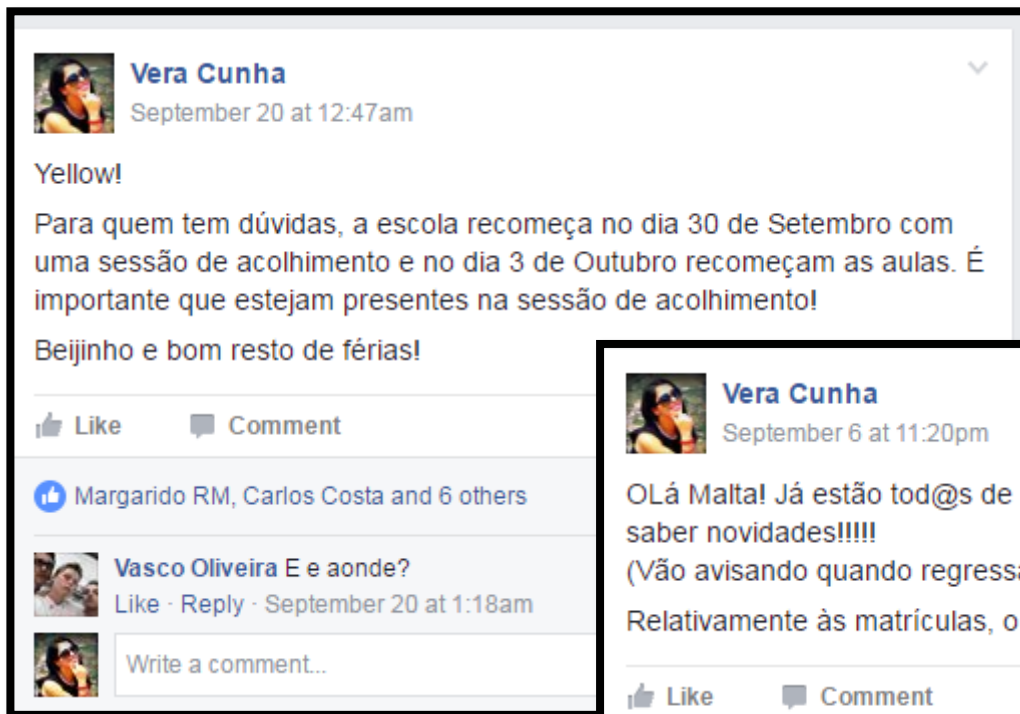 Vera Cunha
September 20 at 12:47am
Yellow!
Para quem tem dúvidas, a escola recomeça no dia 30 de Setembro com
uma sessão de acolhimento e no dia 3 de Outubro recomeçam as aulas. É
importante que estejam presentes na sessão de acolhimento!
Beijinho e bom resto de férias!
Like Comment
Margarido RM, Carlos Costa and 6 others
Vasco Oliveira E e aonde?
Like · Reply · September 20 at 1:18am
Write a comment...
Vera Cunha
September 6 at 11:20pm
OLá Malta! Já estão tod@s de
saber novidades!!!!!
(Vão avisando quando
Relativamente às matrículas, o
Like Comment